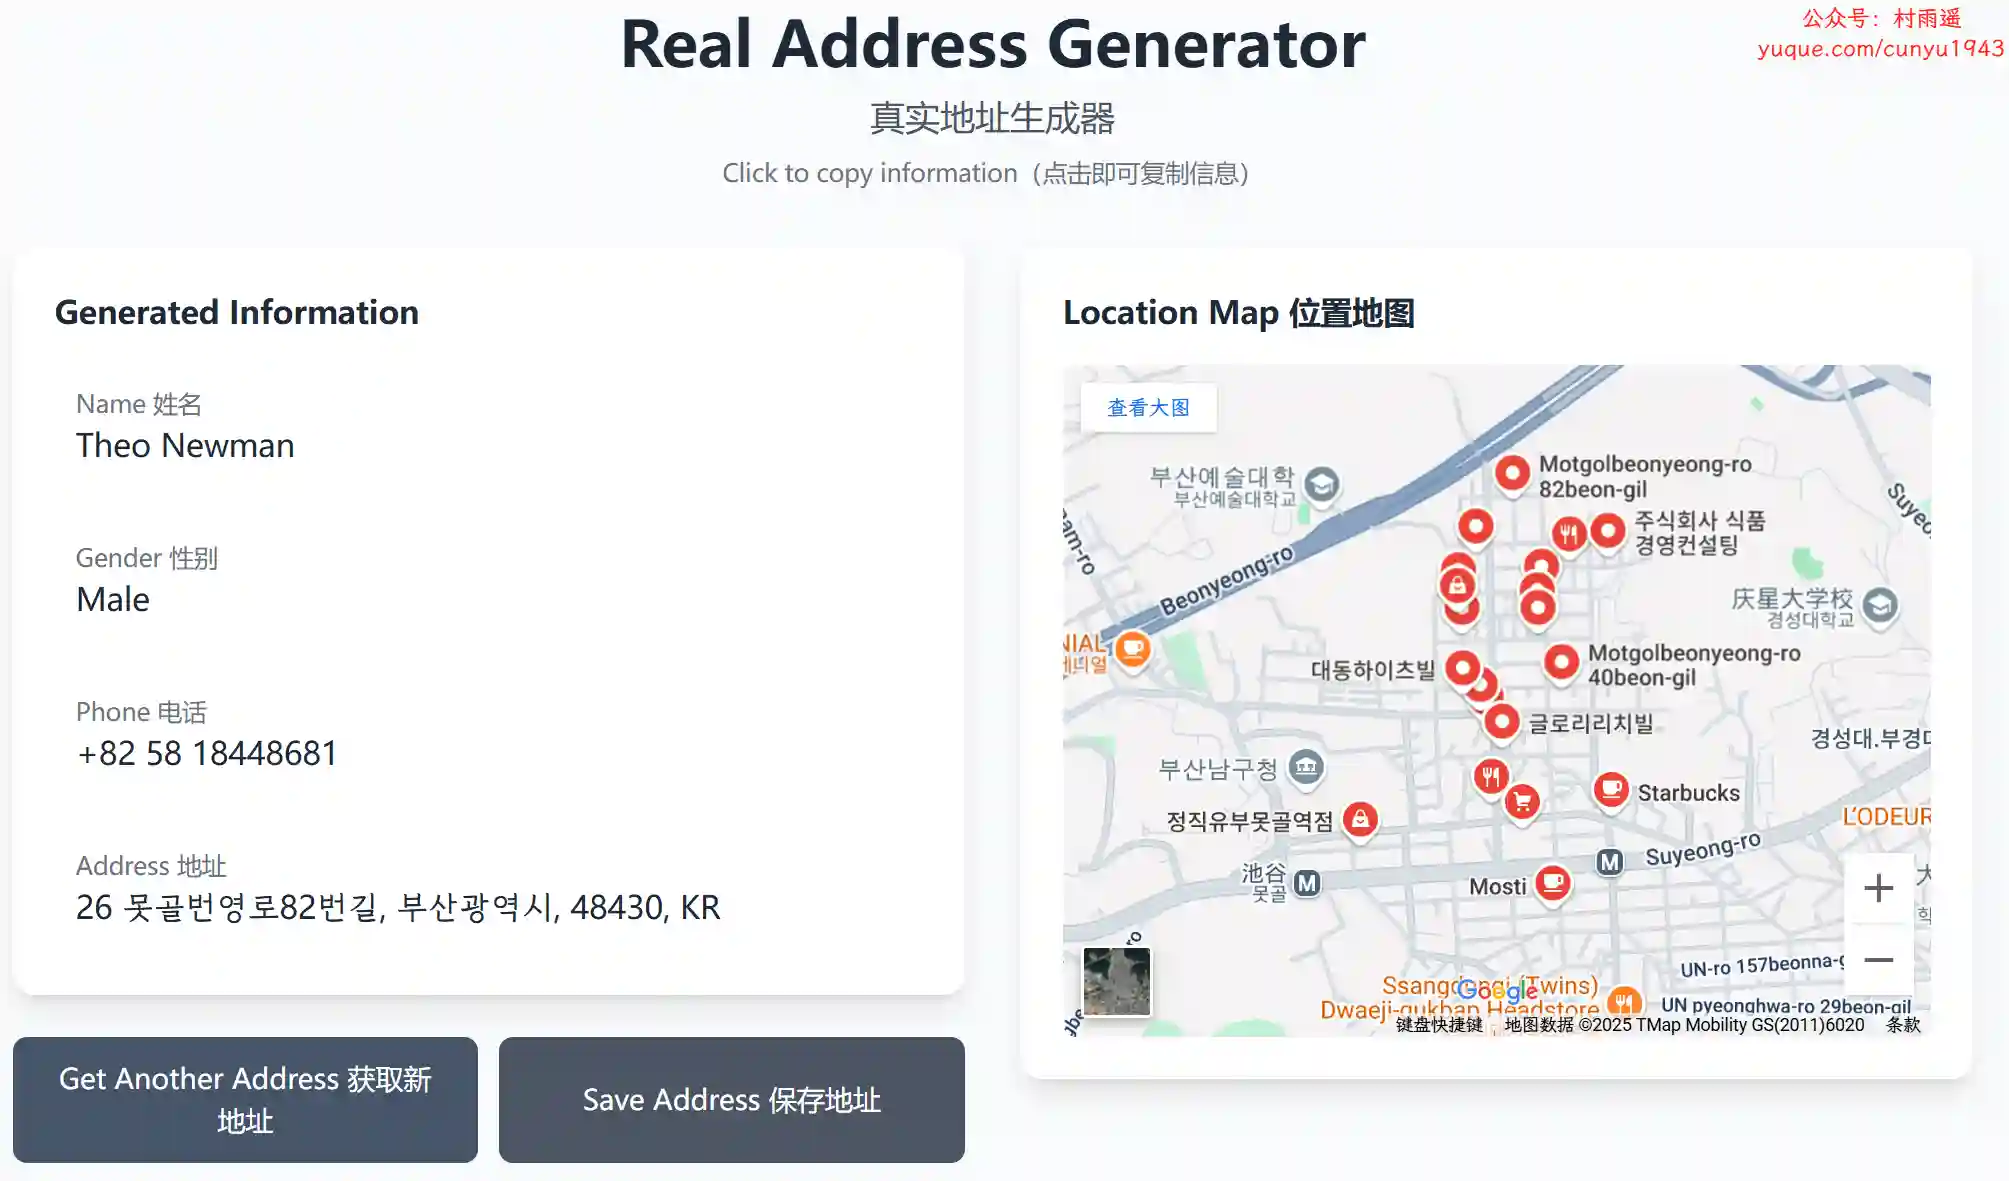 Real Address Generator
公众号：村雨遥
yuque.com/cunyu1943
真实地址生成器
Click to copy information（点击即可复制信息）
Generated Information
Name 姓名
Theo Newman
Gender 性别
Male
Phone 电话
+82 58 18448681
Address 地址
26 못골번영로82번길, 부산광역시, 48430, KR
Get Another Address 获取新
地址
Save Address 保存地址
Location Map 位置地图
查看大图
Motgolbeonyeong-ro
82beon-gil
부산예술대학
부산예술대학교
주식회사 식품
경영컨설팅
Beonyeong-ro
庆星大学校
경성대학교
Motgolbeonyeong-ro
40beon-gil
대동하이츠빌
글로리리치빌
경성대.부경대
부산남구청
Starbucks
정직유부못골역점
L'ODEUR
Suyeong-ro
池谷
못골
M
M
Mosti
UN-ro 157beonna-g
Ssangdungi (Twins)
Dwaeji-gukbap Headstore
Google
UN pyeonghwa-ro 29beon-gil
键盘快捷键
地图数据 ©2025 TMap Mobility GS(2011)6020
条款